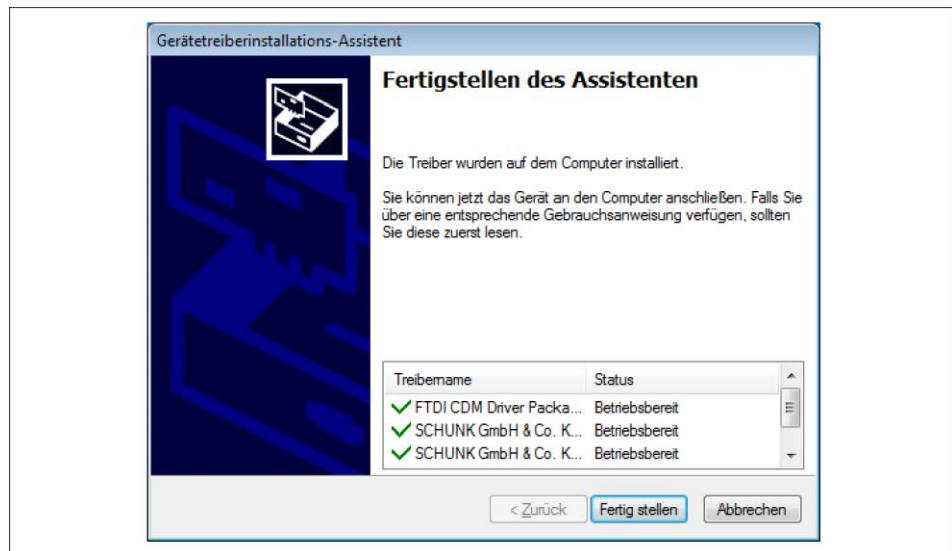 Gerätetreiberinstallations-Assistent
Fertigstellen des Assistenten
Die Treiber wurden auf dem Computer installiert.
Sie können jetzt das Gerät an den Computer anschließen. Falls Sie
über eine entsprechende Gebrauchsanweisung verfügen, sollten
Sie diese zuerst lesen.
Treibername Status
FTDI CDM Driver Packa... Betriebsbereit
SCHUNK GmbH & Co. K... Betriebsbereit
SCHUNK GmbH & Co. K... Betriebsbereit
< Zurück Fertig stellen Abbrechen